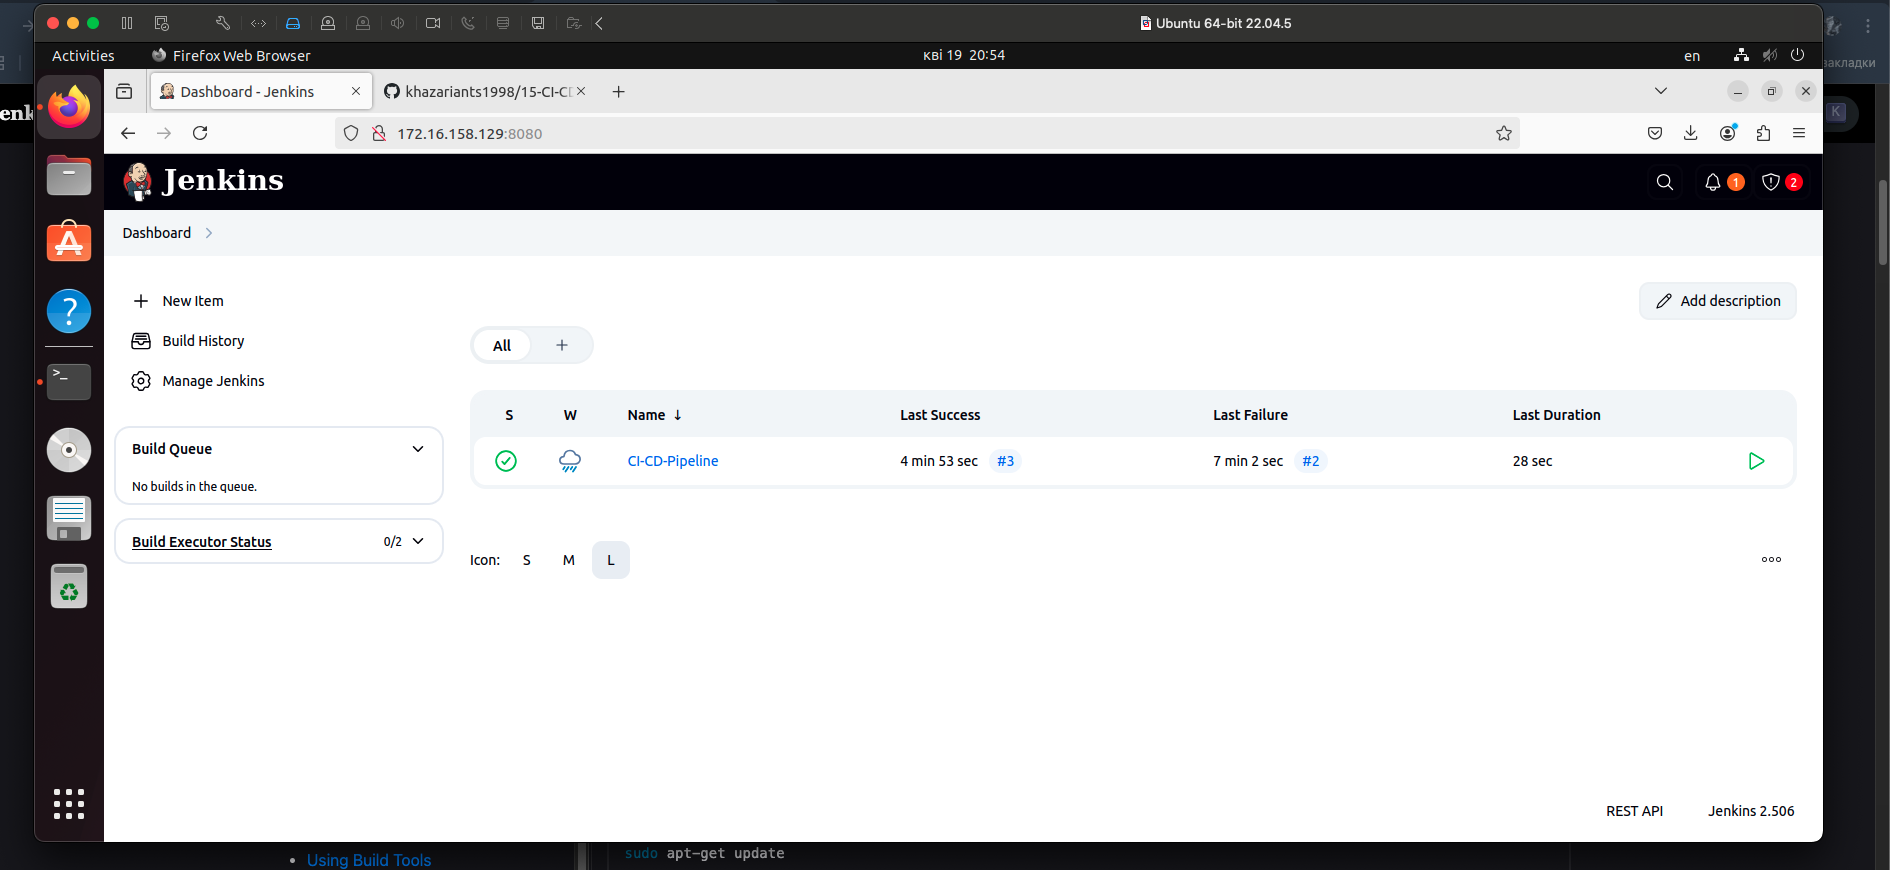 Ubuntu 64-bit 22.04.5
Activities
Firefox Web Browser
кві 19 20:54
en
закладки
Dashboard - Jenkins
khazariants1998/15-CI-CD
172.16.158.129:8080
enk
K
Jenkins
1
2
Dashboard
New Item
Add description
Build History
All
Manage Jenkins
S W Name ↓ Last Success Last Failure Last Duration
Build Queue
CI-CD-Pipeline 4 min 53 sec #3 7 min 2 sec #2 28 sec
No builds in the queue.
Build Executor Status 0/2
Icon: S M L
REST API
Jenkins 2.506
Using Build Tools
sudo apt-get update